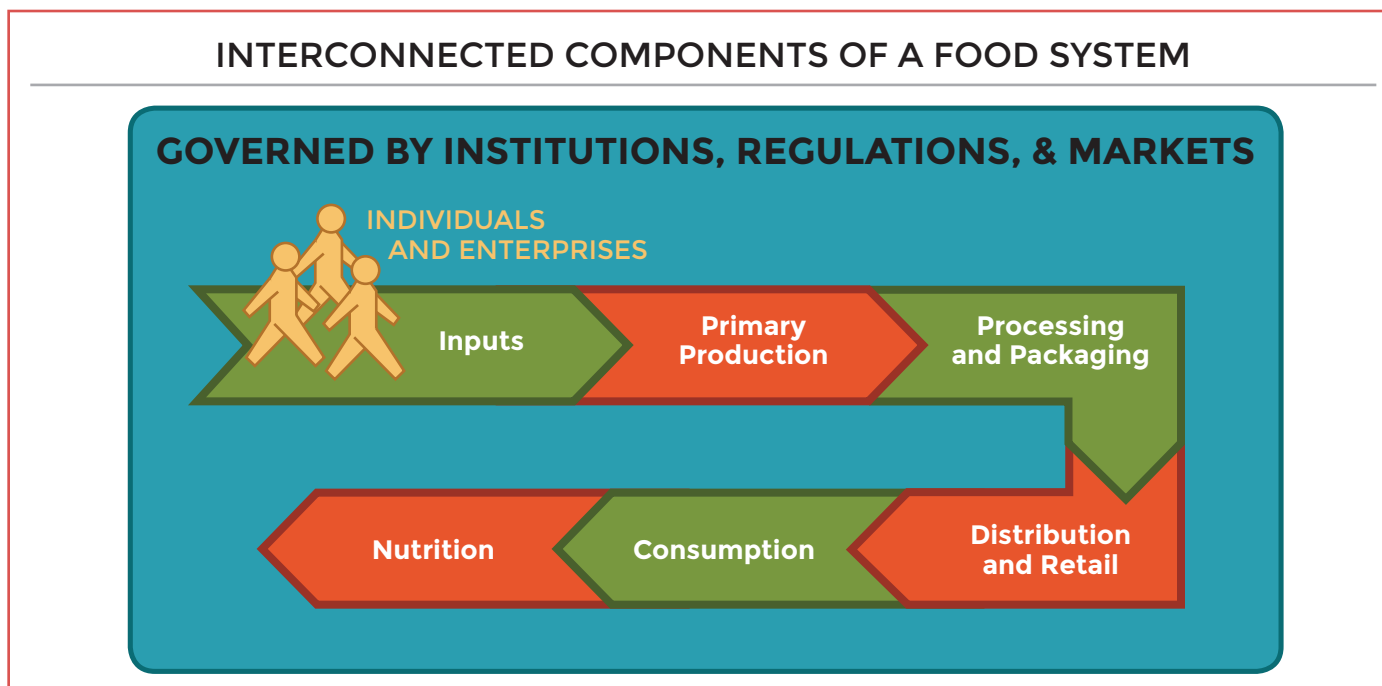 INTERCONNECTED COMPONENTS OF A FOOD SYSTEM
GOVERNED BY INSTITUTIONS, REGULATIONS, & MARKETS
INDIVIDUALS
AND ENTERPRISES
Inputs
Primary
Production
Processing
and Packaging
Distribution
and Retail
Consumption
Nutrition